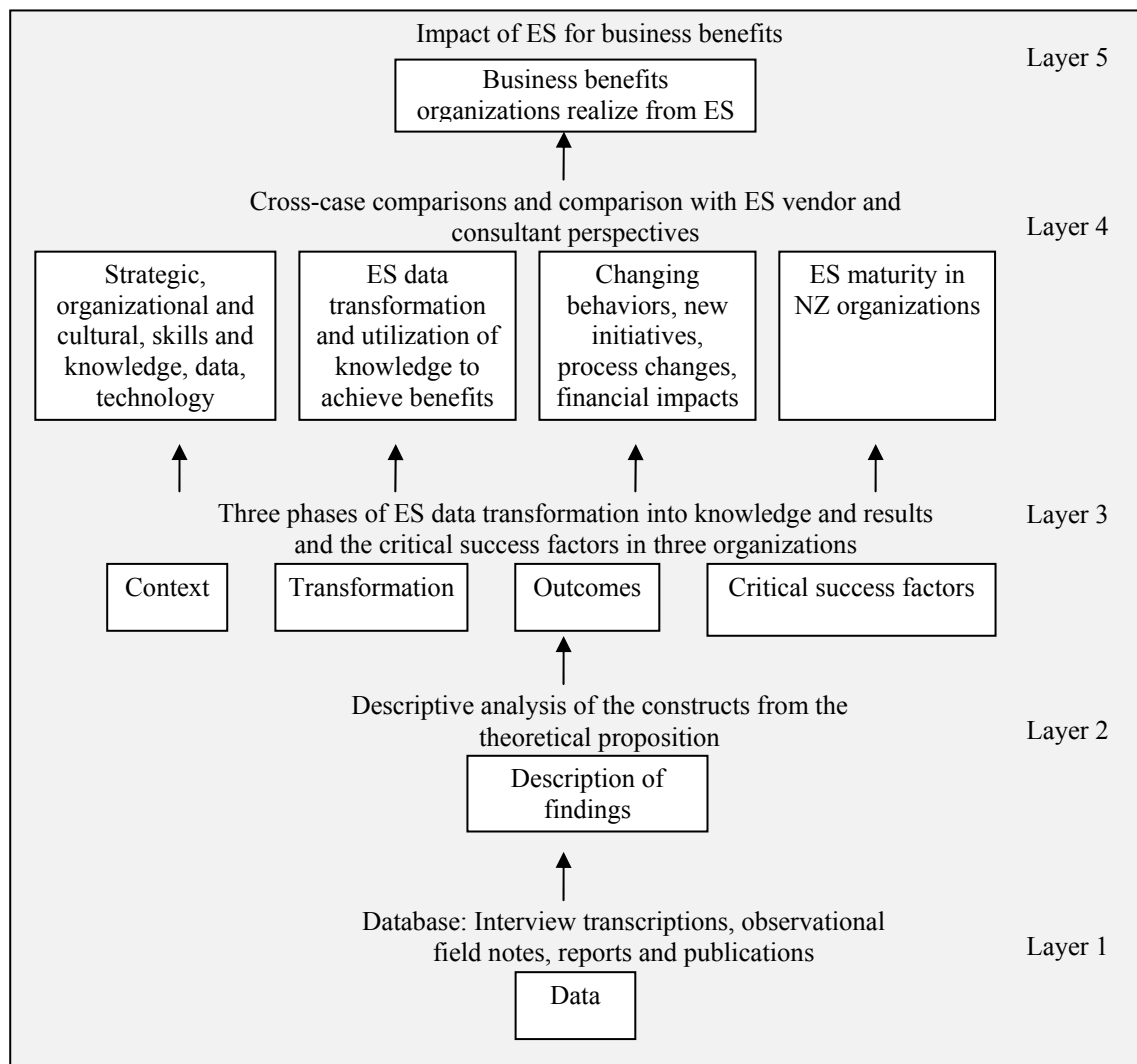 Impact of ES for business benefits
Layer 5
Business benefits
organizations realize from ES
Cross-case comparisons and comparison with ES vendor and
consultant perspectives
Layer 4
Strategic,
organizational and
cultural, skills and
knowledge, data,
technology
ES data
transformation
and utilization of
knowledge to
achieve benefits
Changing
behaviors, new
initiatives,
process changes,
financial impacts
ES maturity in
NZ organizations
Three phases of ES data transformation into knowledge and results
and the critical success factors in three organizations
Layer 3
Context
Transformation
Outcomes
Critical success factors
Descriptive analysis of the constructs from the
theoretical proposition
Layer 2
Description of
findings
Database: Interview transcriptions, observational
field notes, reports and publications
Layer 1
Data